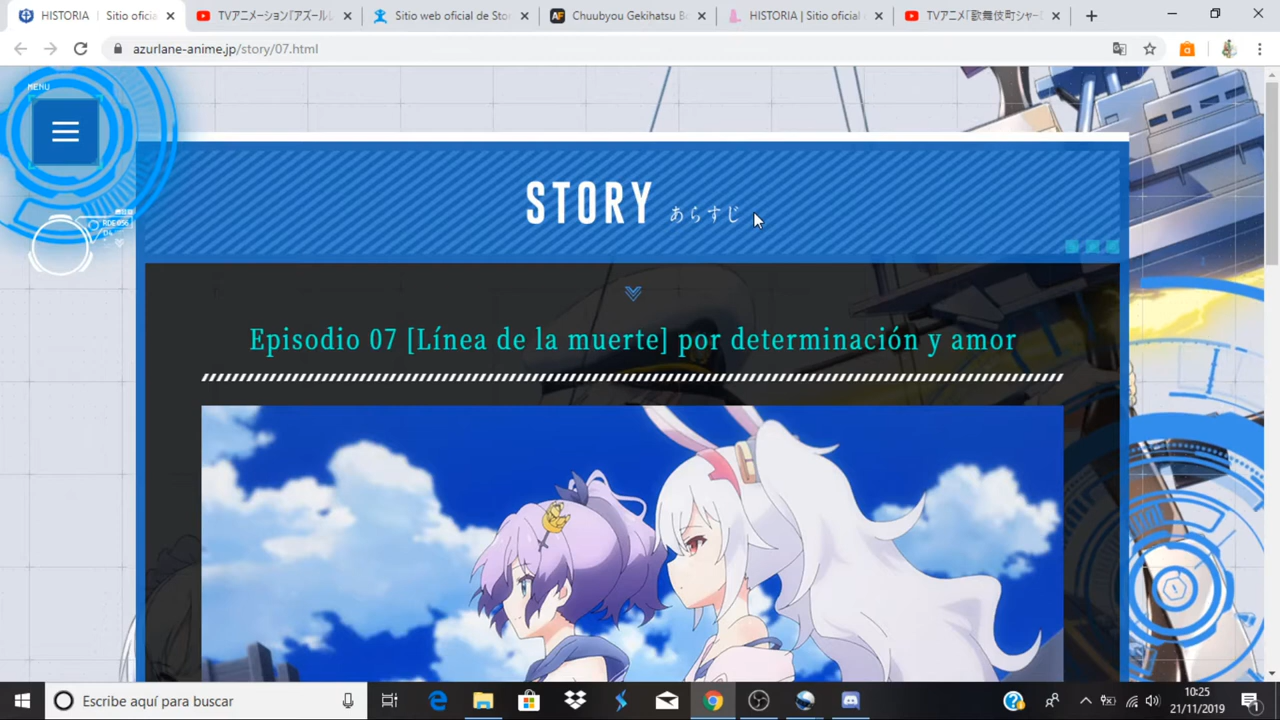 HISTORIA | Sitio oficia
TVアニメーション『アズールレ
Sitio web oficial de Sto
Chuubyou Gekihatsu B
HISTORIA | Sitio oficial
TVアニメ「歌舞伎町シャー
azurlane-anime.jp/story/07.html
MENU
STORY あらすじ
Episodio 07 [Línea de la muerte] por determinación y amor
Escribe aquí para buscar
10:25
21/11/2019